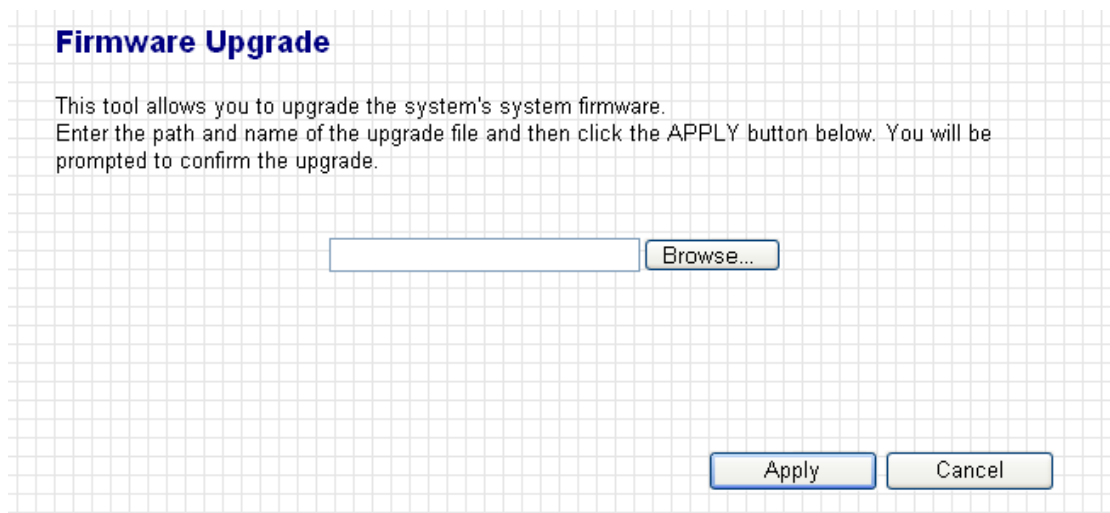 Firmware Upgrade
This tool allows you to upgrade the system's system firmware.
Enter the path and name of the upgrade file and then click the APPLY button below. You will be
prompted to confirm the upgrade.
Browse...
Apply Cancel